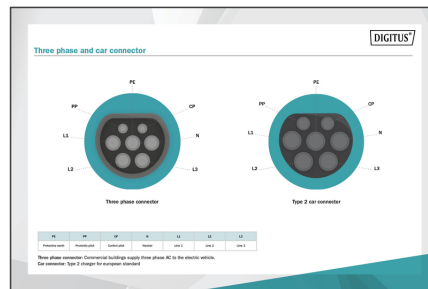 DIGITUS®
Three phase and car connector
PE PE
PP CP PP CP
L1 N L1 N
L2 L3 L2 L3
Three phase connector Type 2 car connector
PE PP CP N L1 L2 L3
Protective earth Proximity pilot Control pilot Neutral Line 1 Line 2 Line 3
Three phase connector: Commercial buildings supply three phase AC to the electric vehicle.
Car connector: Type 2 charger for european standard